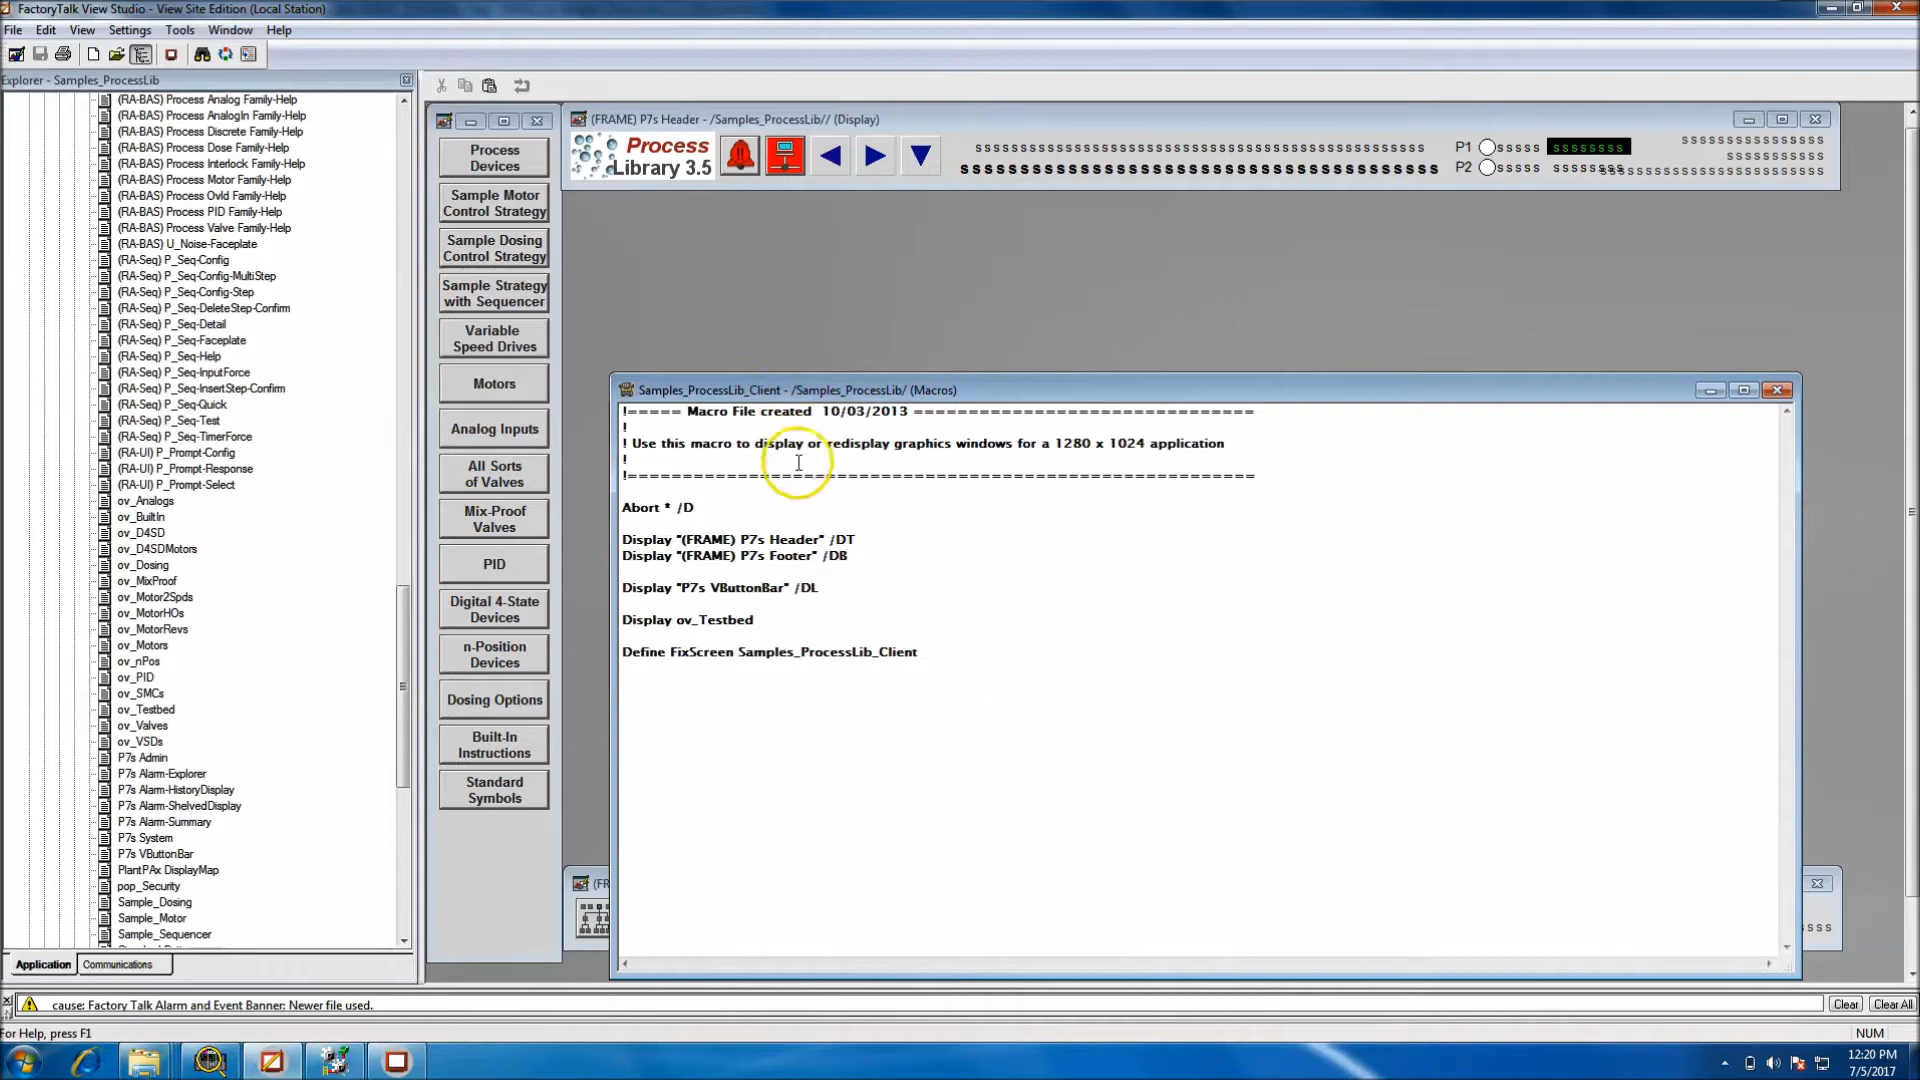 FactoryTalk View Studio - View Site Edition (Local Station)
File Edit View Settings Tools Window Help
Explorer - Samples_ProcessLib
(RA-BAS) Process Analog Family-Help
(RA-BAS) Process AnalogIn Family-Help
(RA-BAS) Process Discrete Family-Help
(RA-BAS) Process Dose Family-Help
(RA-BAS) Process Interlock Family-Help
(RA-BAS) Process Motor Family-Help
(RA-BAS) Process Ovld Family-Help
(RA-BAS) Process PID Family-Help
(RA-BAS) Process Valve Family-Help
(RA-BAS) U_Noise-Faceplate
(RA-Seq) P_Seq-Config
(RA-Seq) P_Seq-Config-MultiStep
(RA-Seq) P_Seq-Config-Step
(RA-Seq) P_Seq-DeleteStep-Confirm
(RA-Seq) P_Seq-Detail
(RA-Seq) P_Seq-Faceplate
(RA-Seq) P_Seq-Help
(RA-Seq) P_Seq-InputForce
(RA-Seq) P_Seq-InsertStep-Confirm
(RA-Seq) P_Seq-Quick
(RA-Seq) P_Seq-Test
(RA-Seq) P_Seq-TimerForce
(RA-UI) P_Prompt-Config
(RA-UI) P_Prompt-Response
(RA-UI) P_Prompt-Select
ov_Analogs
ov_BuiltIn
ov_D4SD
ov_D4SDMotors
ov_Dosing
ov_MixProof
ov_Motor2Spds
ov_MotorHOs
ov_MotorRevs
ov_Motors
ov_nPos
ov_PID
ov_SMCs
ov_Testbed
ov_Valves
ov_VSDs
P7s Admin
P7s Alarm-Explorer
P7s Alarm-HistoryDisplay
P7s Alarm-ShelvedDisplay
P7s Alarm-Summary
P7s System
P7s VButtonBar
PlantPAx DisplayMap
pop_Security
Sample_Dosing
Sample_Motor
Sample_Sequencer
Application Communications
Process
Devices
Sample Motor
Control Strategy
Sample Dosing
Control Strategy
Sample Strategy
with Sequencer
Variable
Speed Drives
Motors
Analog Inputs
All Sorts
of Valves
Mix-Proof
Valves
PID
Digital 4-State
Devices
n-Position
Devices
Dosing Options
Built-In
Instructions
Standard
Symbols
(FRAME) P7s Header - /Samples_ProcessLib// (Display)
Process
Library 3.5
P1 sssss ssssssss
P2 sssss
Samples_ProcessLib_Client - /Samples_ProcessLib/ (Macros)
!===== Macro File created 10/03/2013 ==============================
!
! Use this macro to display or redisplay graphics windows for a 1280 x 1024 application
!
!=========================================================
Abort * /D
Display "(FRAME) P7s Header" /DT
Display "(FRAME) P7s Footer" /DB
Display "P7s VButtonBar" /DL
Display ov_Testbed
Define FixScreen Samples_ProcessLib_Client
(FR
sss
cause: Factory Talk Alarm and Event Banner: Newer file used.
Clear Clear All
For Help, press F1
NUM
12:20 PM
7/5/2017